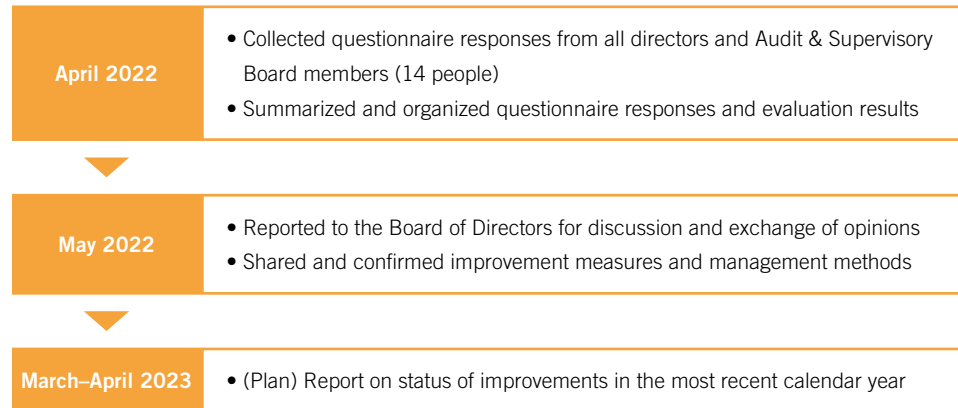 April 2022
• Collected questionnaire responses from all directors and Audit & Supervisory
Board members (14 people)
• Summarized and organized questionnaire responses and evaluation results
May 2022
• Reported to the Board of Directors for discussion and exchange of opinions
• Shared and confirmed improvement measures and management methods
March–April 2023
• (Plan) Report on status of improvements in the most recent calendar year